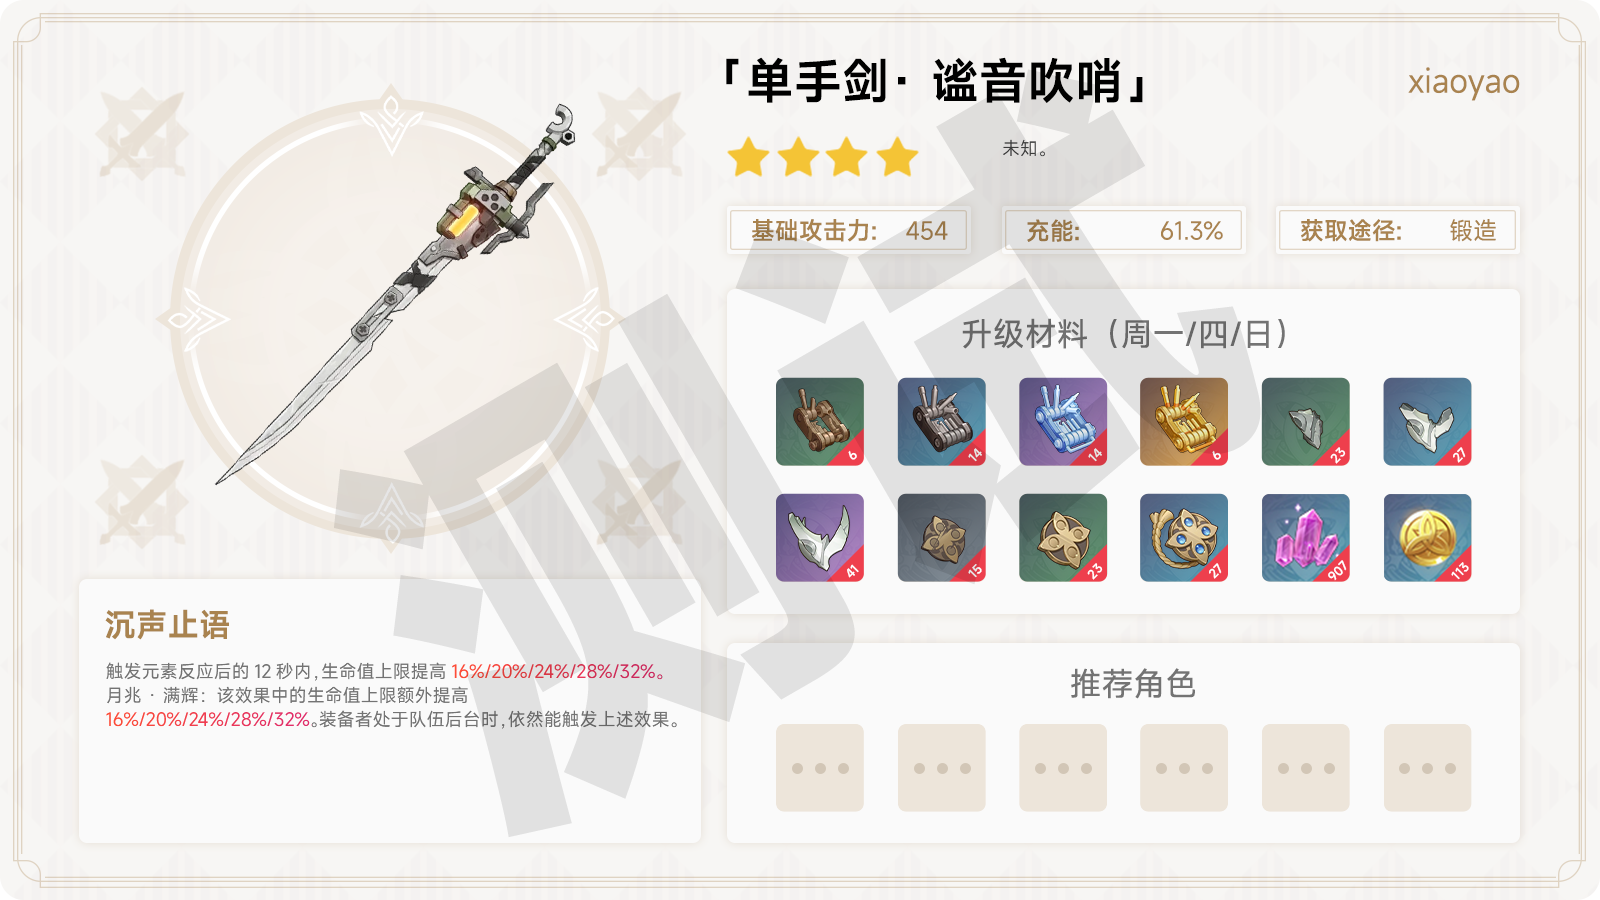 「单手剑· 谧音吹哨」
xiaoyao
未知。
基础攻击力: 454
充能: 61.3%
获取途径: 锻造
升级材料（周一/四/日）
6 14 14 6 23 27
41 15 23 27 907 113
沉声止语
触发元素反应后的 12 秒内,生命值上限提高 16%/20%/24%/28%/32%。
月兆 · 满辉: 该效果中的生命值上限额外提高
16%/20%/24%/28%/32%。装备者处于队伍后台时,依然能触发上述效果。
推荐角色
测试